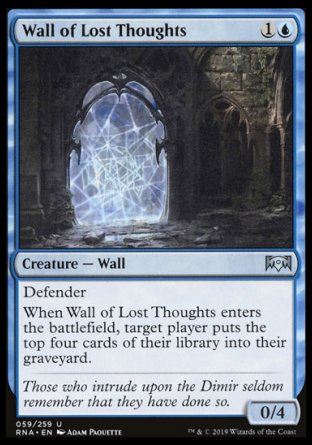 Wall of Lost Thoughts 1
Creature — Wall
Defender
When Wall of Lost Thoughts enters
the battlefield, target player puts the
top four cards of their library into their
graveyard.
Those who intrude upon the Dimir seldom
remember that they have done so.
0/4
059/259 U
RNA • EN Adam Paquette
™ & © 2019 Wizards of the Coast